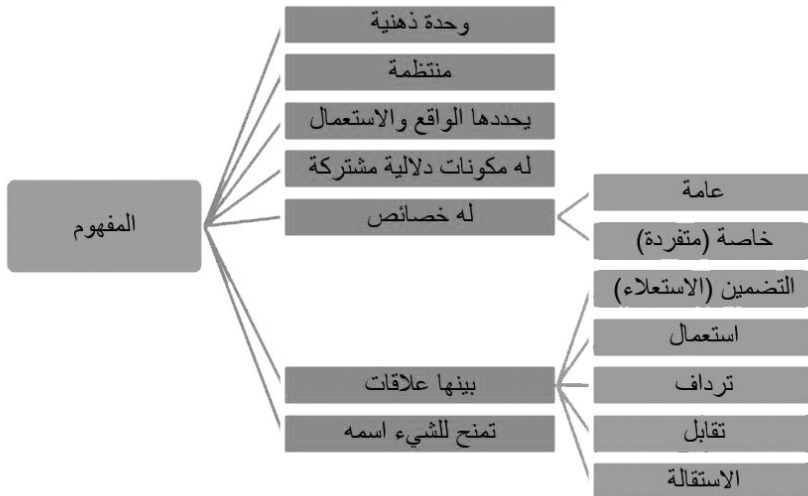 المفهوم
وحدة ذهنية
منتظمة
يحددها الواقع والاستعمال
له مكونات دلالية مشتركة
له خصائص
عامة
خاصة (متفردة)
بينها علاقات
التضمين (الاستعلاء)
استعمال
ترداف
تقابل
الاستقالة
تمنح للشيء اسمه